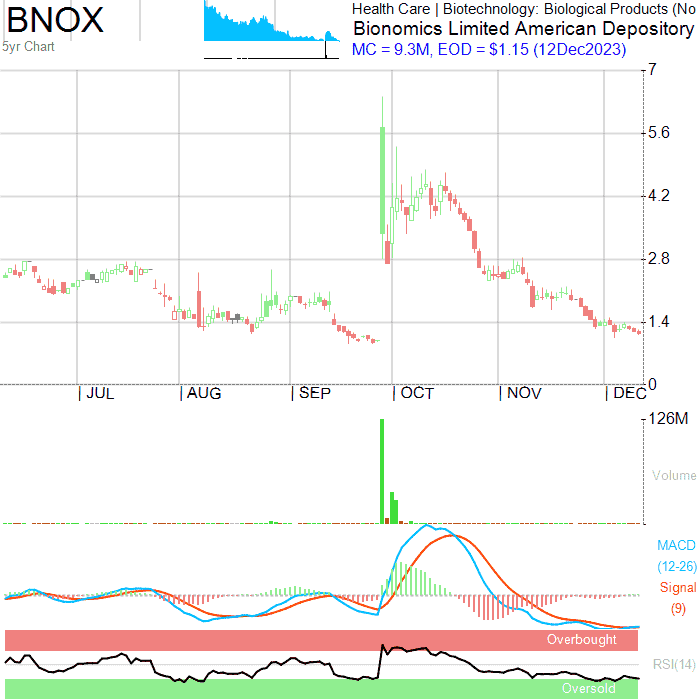 BNOX
5yr Chart
Health Care | Biotechnology: Biological Products (No
Bionomics Limited American Depository
MC = 9.3M, EOD = $1.15 (12Dec2023)
7
5.6
4.2
2.8
1.4
0
| JUL | AUG | SEP | OCT | NOV | DEC
126M
Volume
MACD
(12-26)
Signal
(9)
Overbought
RSI(14)
Oversold